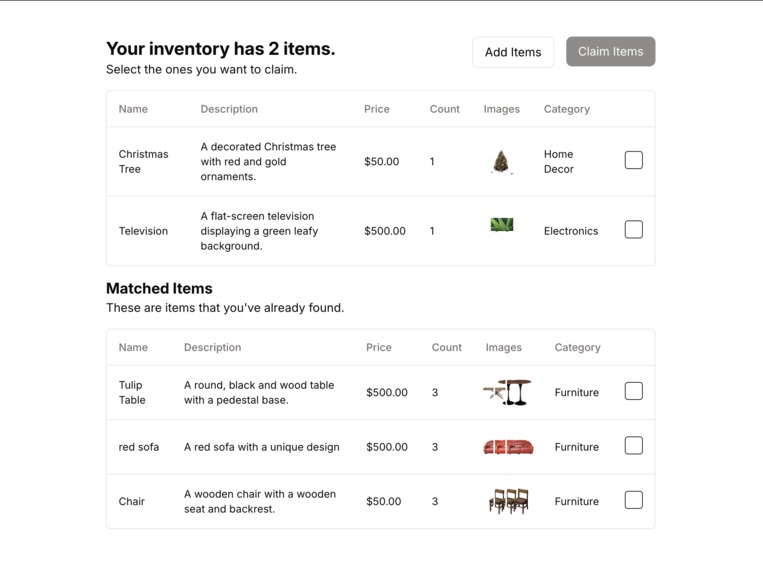 Your inventory has 2 items.
Select the ones you want to claim.
Add Items
Claim Items
Name Description Price Count Images Category
Christmas Tree
A decorated Christmas tree
with red and gold
ornaments.
$50.00
1
Home
Decor
Television
A flat-screen television
displaying a green leafy
background.
$500.00
1
Electronics
Matched Items
These are items that you've already found.
Name Description Price Count Images Category
Tulip
Table
A round, black and wood table
with a pedestal base.
$500.00
3
Furniture
red sofa
A red sofa with a unique design
$500.00
3
Furniture
Chair
A wooden chair with a wooden
seat and backrest.
$50.00
3
Furniture